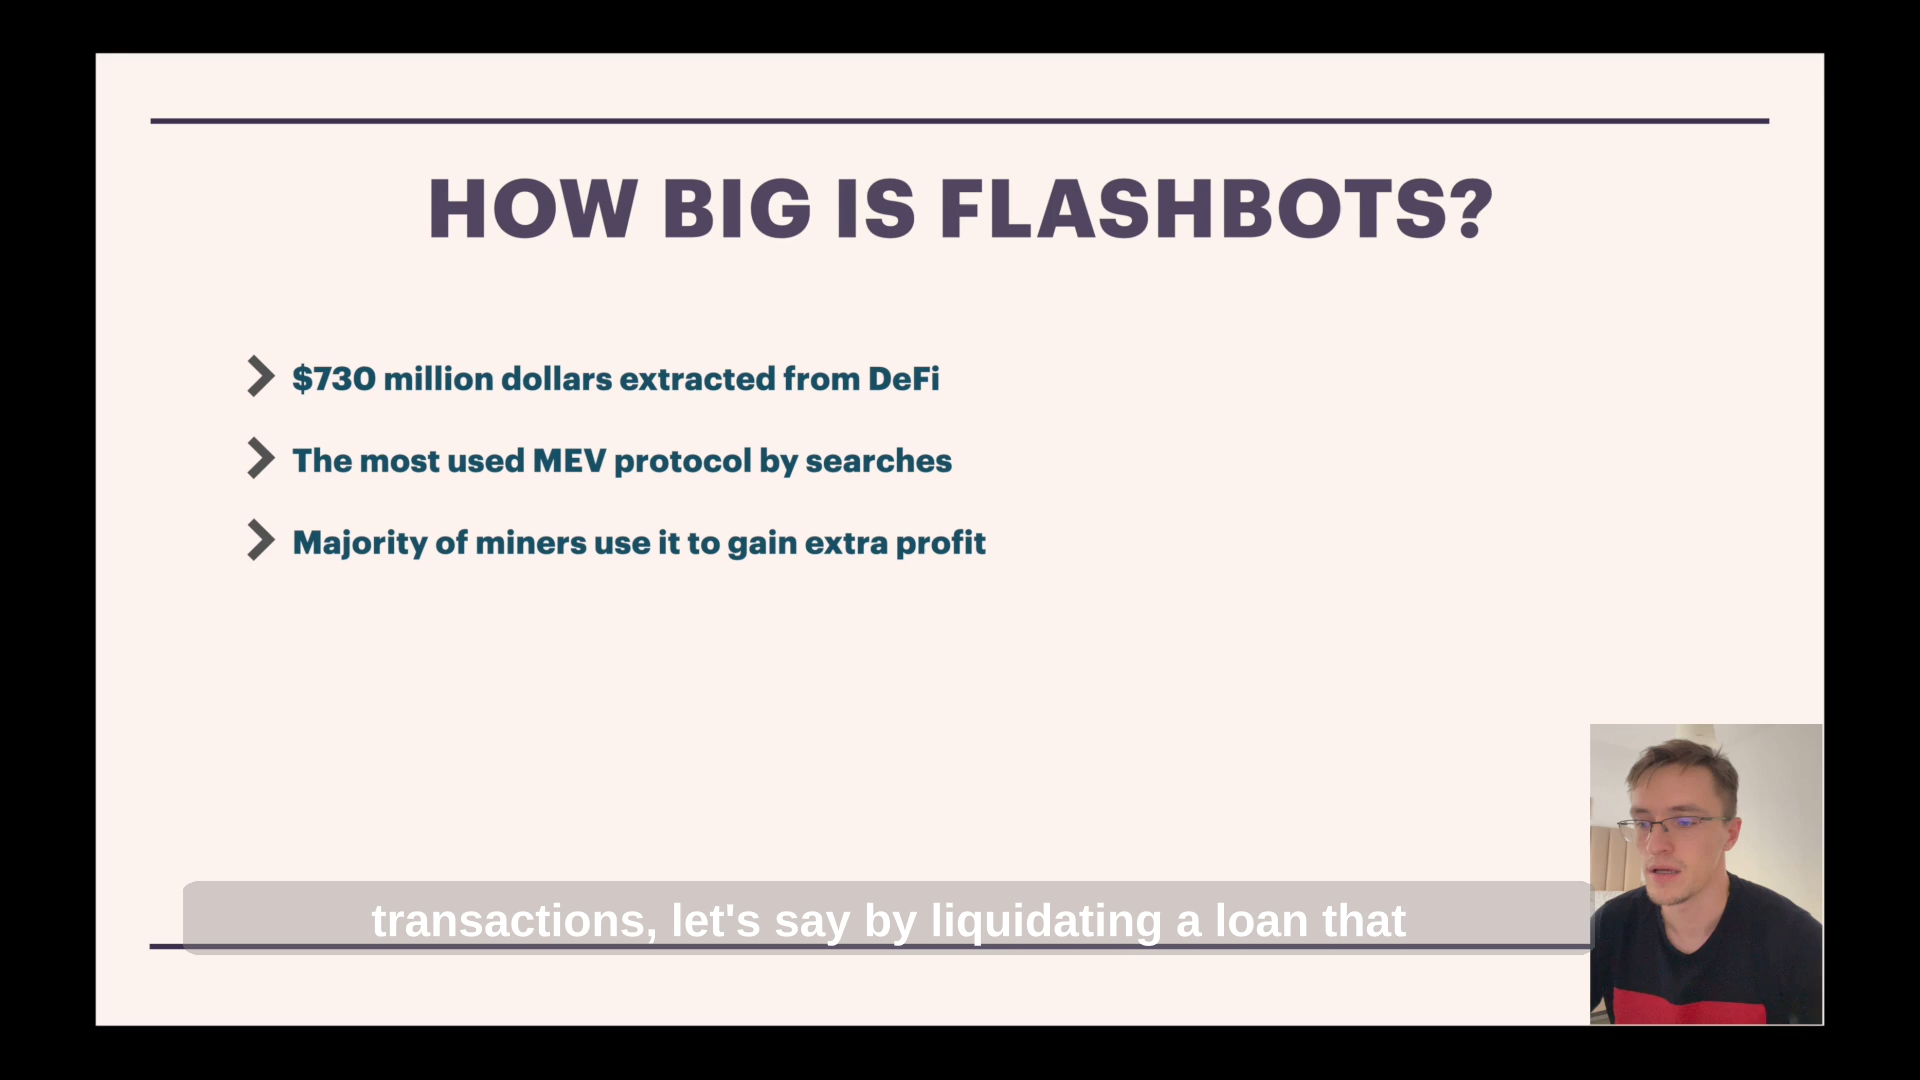 HOW BIG IS FLASHBOTS?
$730 million dollars extracted from DeFi
The most used MEV protocol by searches
Majority of miners use it to gain extra profit
transactions, let's say by liquidating a loan that